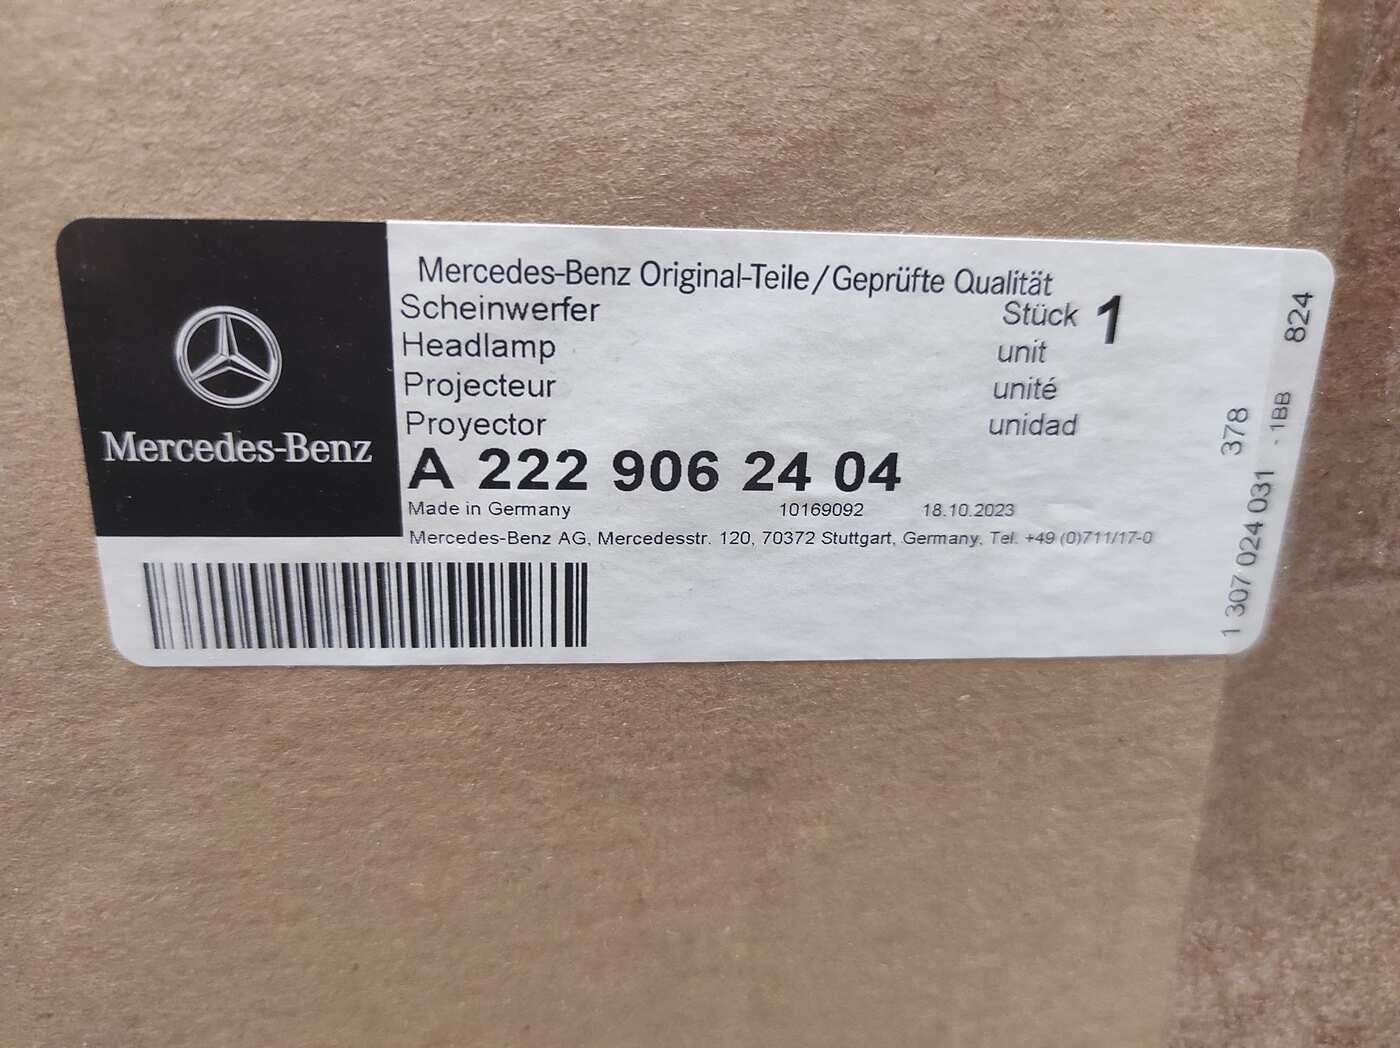 Mercedes-Benz
Mercedes-Benz Original-Teile/Geprüfte Qualität
Scheinwerfer
Headlamp
Projecteur
Proyector
Stück 1
unit
unité
unidad
A 222 906 24 04
Made in Germany 10169092 18.10.2023
Mercedes-Benz AG, Mercedesstr. 120, 70372 Stuttgart, Germany, Tel. +49 (0)711/17-0
1 307 024 031 378
- 1BB 824